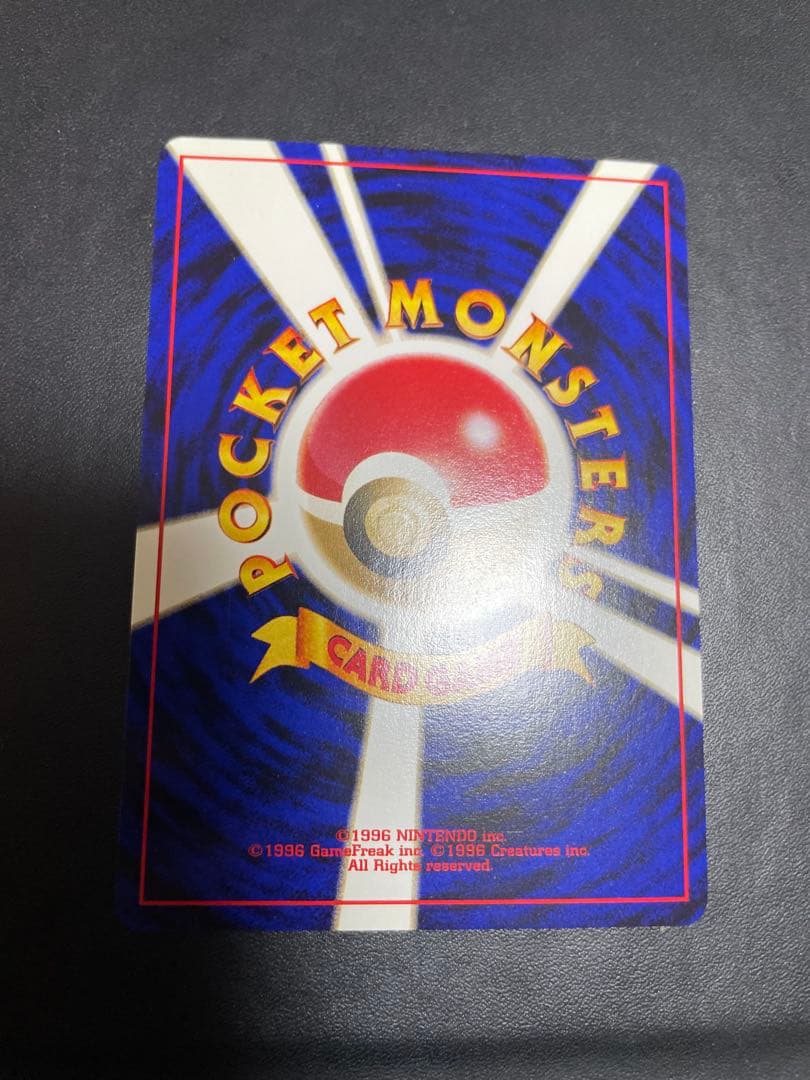 POCKET MONSTERS
CARD GAME
©1996 NINTENDO inc.
©1996 GameFreak inc. ©1996 Creatures inc.
All Rights reserved.